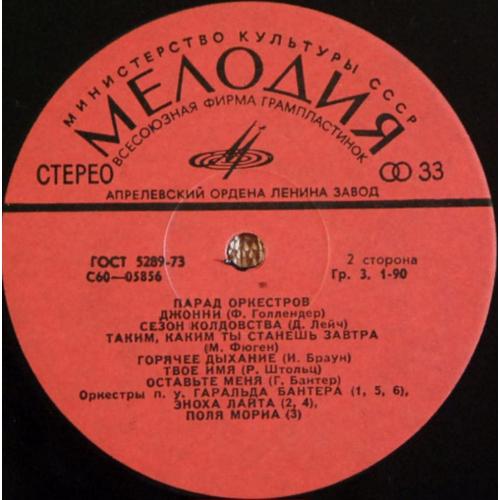 МИНИСТЕРСТВО КУЛЬТУРЫ СССР
МЕЛОДИЯ
ВСЕСОЮЗНАЯ ФИРМА ГРАМПЛАСТИНОК
СТЕРЕО
33
АПРЕЛЕВСКИЙ ОРДЕНА ЛЕНИНА ЗАВОД
ГОСТ 5289-73
2 сторона
С60—05856
Гр. 3. 1-90
ПАРАД ОРКЕСТРОВ
ДЖОННИ (Ф. Голлендер)
СЕЗОН КОЛДОВСТВА (Д. Лейч)
ТАКИМ, КАКИМ ТЫ СТАНЕШЬ ЗАВТРА
(М. Фюген)
ГОРЯЧЕЕ ДЫХАНИЕ (И. Браун)
ТВОЕ ИМЯ (Р. Штольц)
ОСТАВЬТЕ МЕНЯ (Г. Бантер)
Оркестры п. у. ГАРАЛЬДА БАНТЕРА (1, 5, 6),
ЭНОХА ЛАЙТА (2, 4),
ПОЛЯ МОРИА (3)